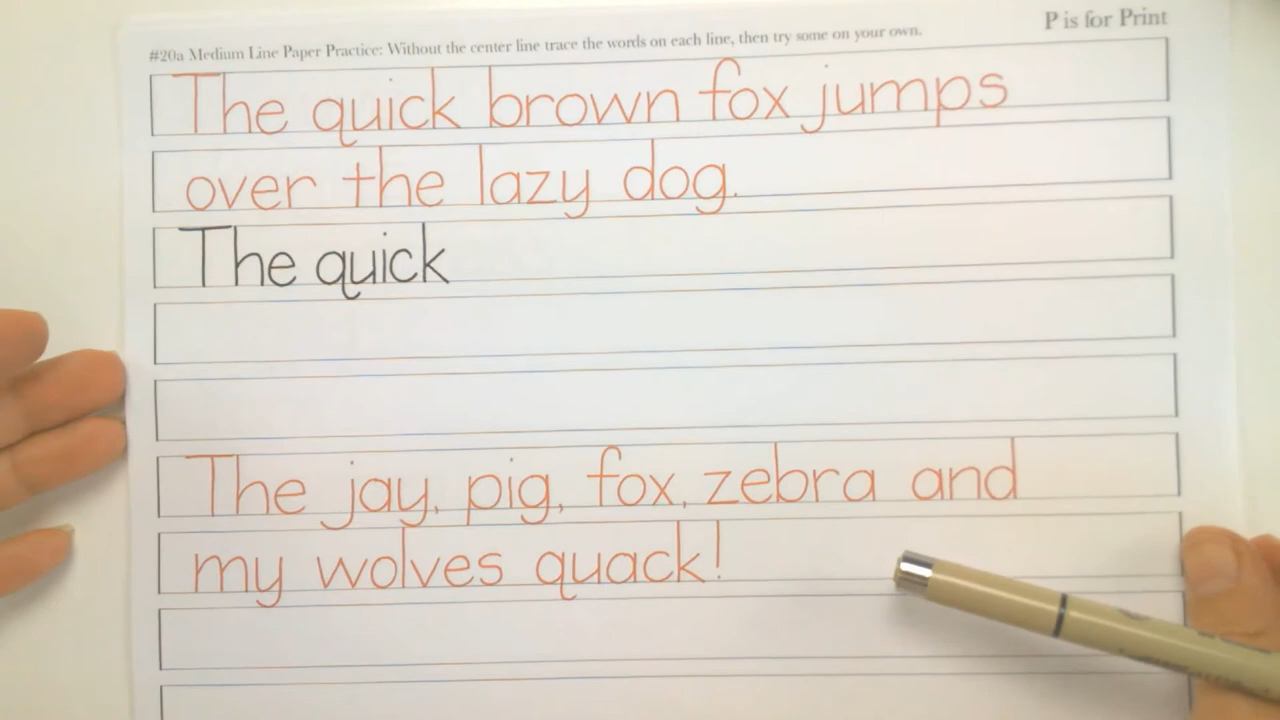 P is for Print
#20a Medium Line Paper Practice: Without the center line trace the words on each line, then try some on your own.
The quick brown fox jumps
over the lazy dog.
The quick
The jay, pig, fox, zebra and
my wolves quack!